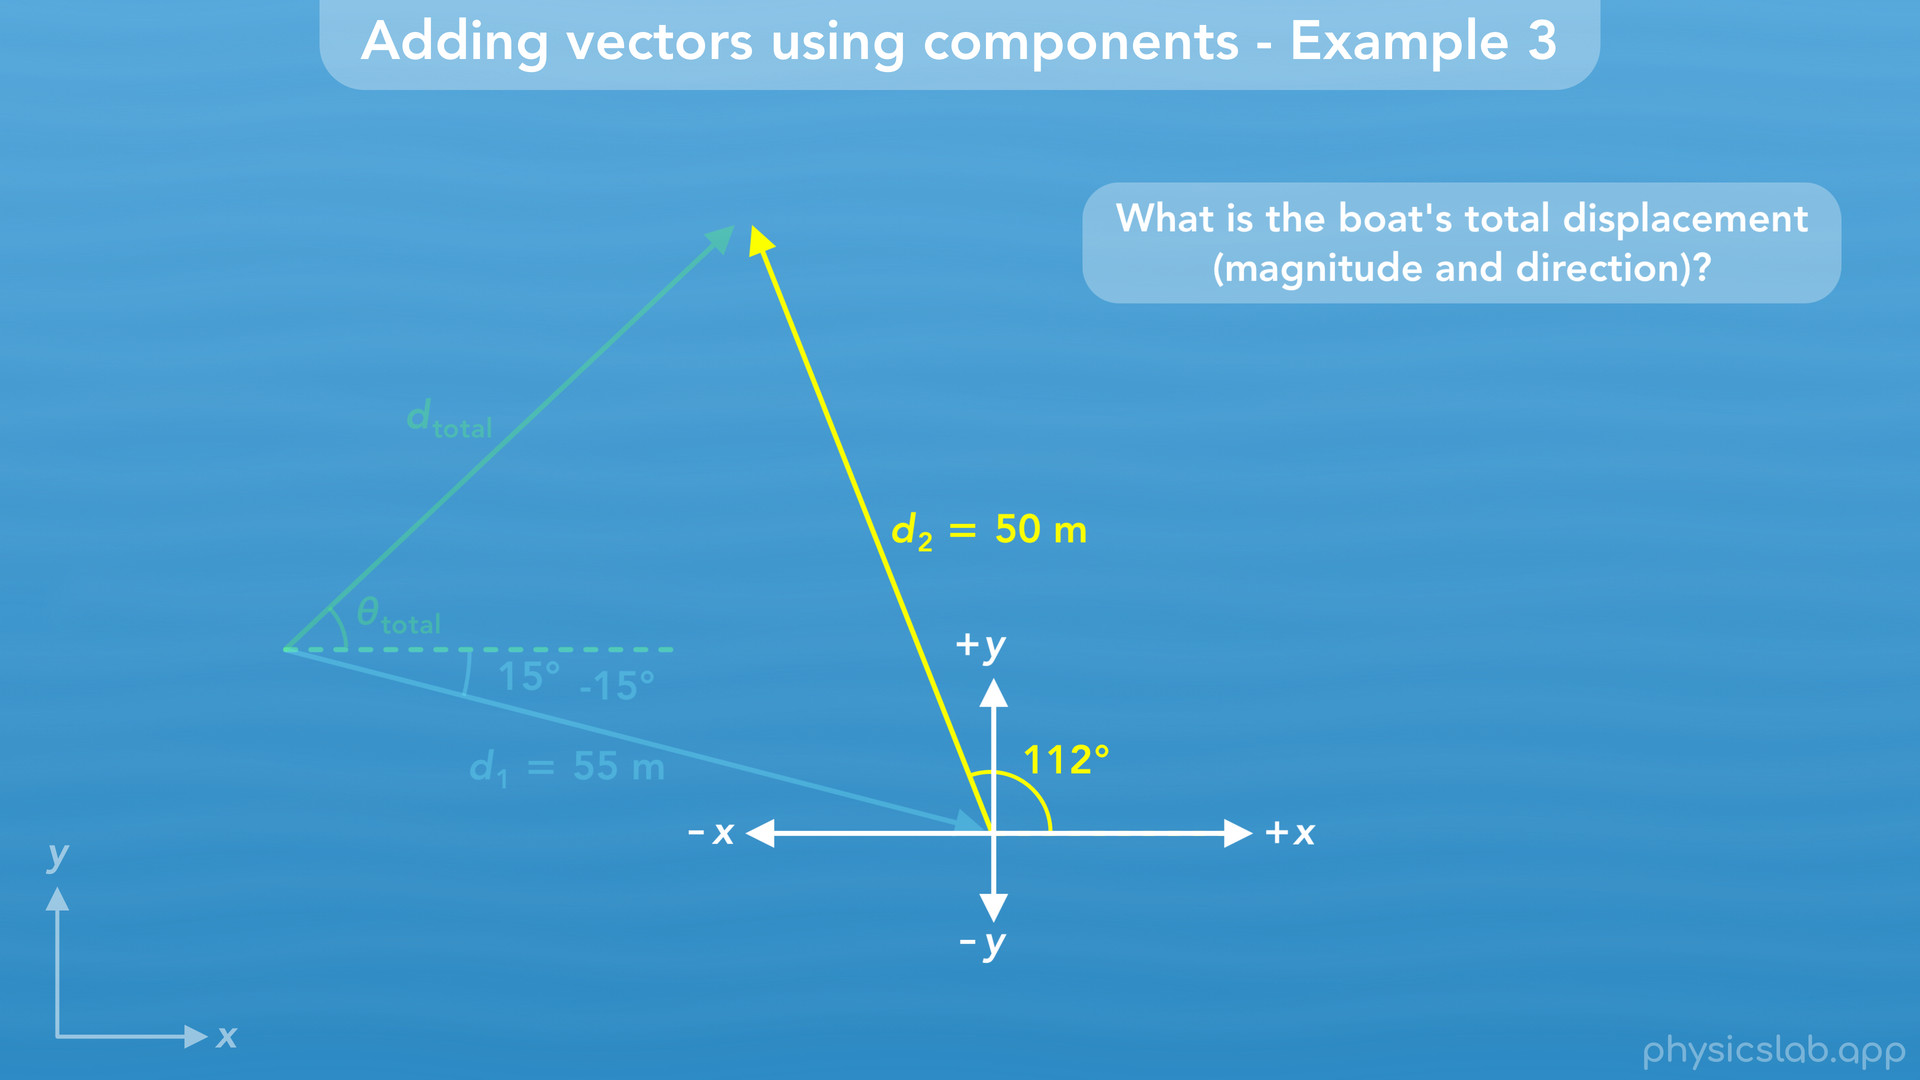 Adding vectors using components - Example 3
What is the boat's total displacement
(magnitude and direction)?
d_total
d₂ = 50 m
θ_total
+y
15°
-15°
112°
d₁ = 55 m
-x
+x
y
-y
x
physicslab.app